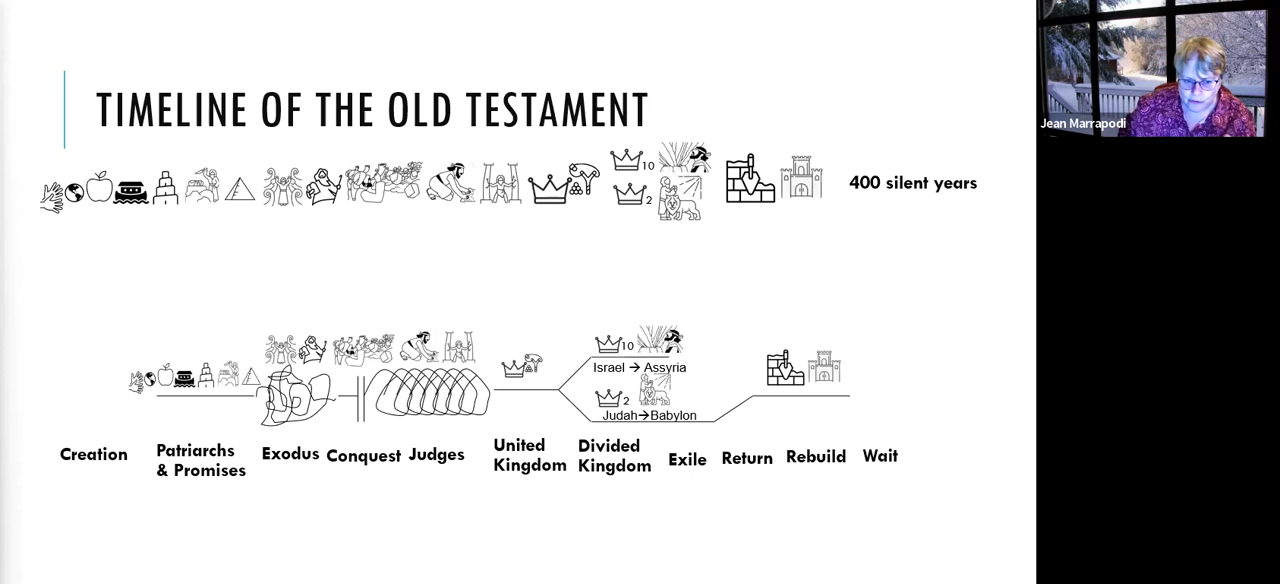 TIMELINE OF THE OLD TESTAMENT
Jean Marrapodi
10
2
400 silent years
10
Israel → Assyria
2
Judah→Babylon
Creation
Patriarchs
& Promises
Exodus
Conquest
Judges
United
Kingdom
Divided
Kingdom
Exile
Return
Rebuild
Wait